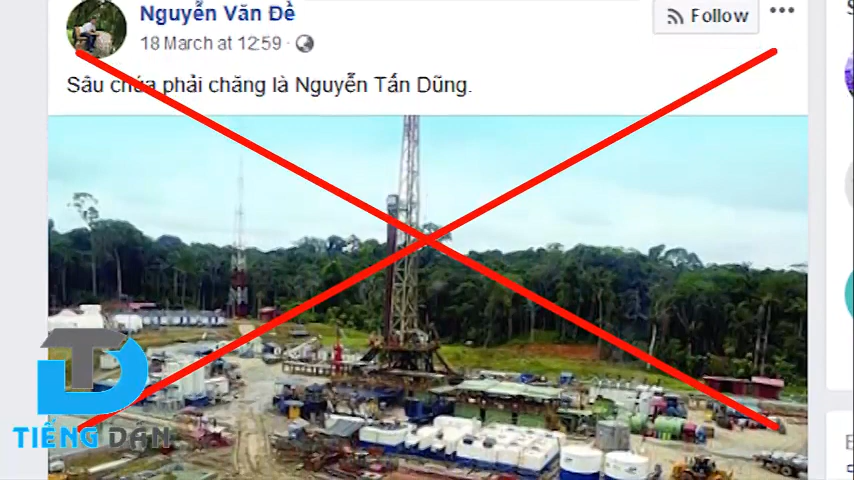 Nguyễn Văn Đề
Follow
18 March at 12:59 ·
Sâu chúa phải chăng là Nguyễn Tấn Dũng.
TD
TIẾNG DÂN